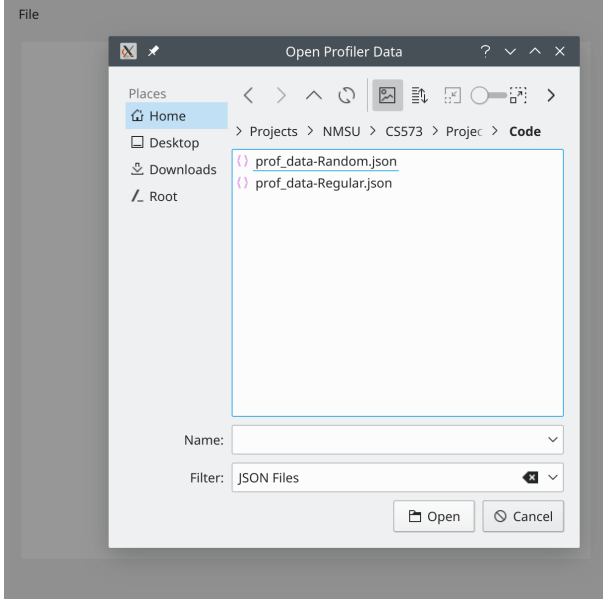 File
Open Profiler Data
Places
Home
Desktop
Downloads
Root
> Projects > NMSU > CS573 > Projec > Code
prof_data-Random.json
prof_data-Regular.json
Name:
Filter: JSON Files
Open Cancel